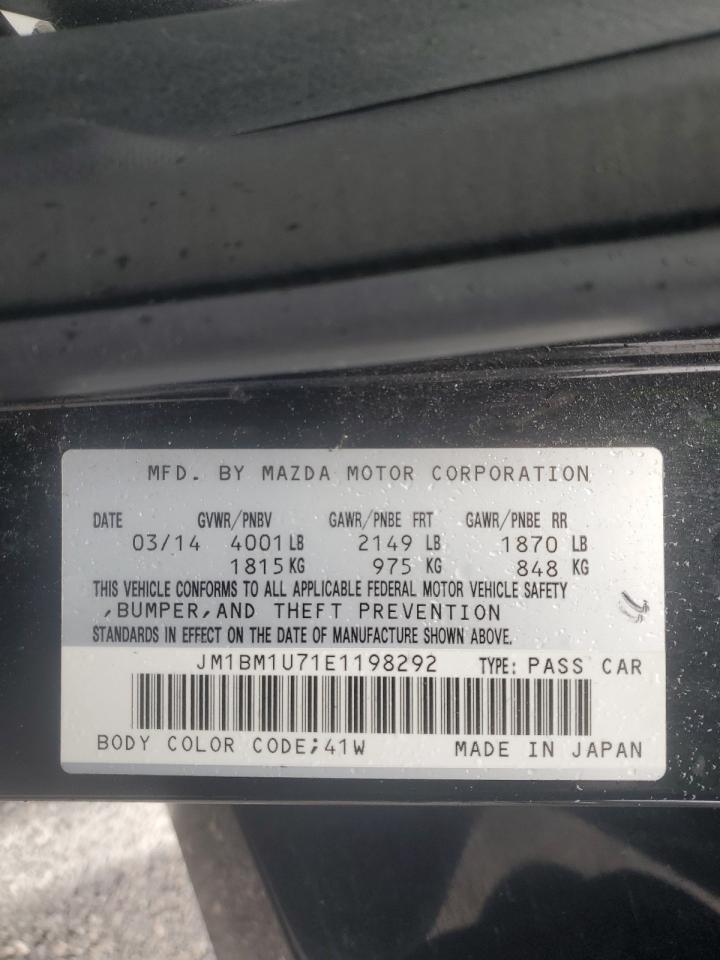 MFD. BY MAZDA MOTOR CORPORATION
DATE GVWR/PNBV GAWR/PNBE FRT GAWR/PNBE RR
03/14 4001 LB 2149 LB 1870 LB
1815 KG 975 KG 848 KG
THIS VEHICLE CONFORMS TO ALL APPLICABLE FEDERAL MOTOR VEHICLE SAFETY
,BUMPER,AND THEFT PREVENTION
STANDARDS IN EFFECT ON THE DATE OF MANUFACTURE SHOWN ABOVE.
JM1BM1U71E1198292 TYPE: PASS CAR
BODY COLOR CODE;41W MADE IN JAPAN